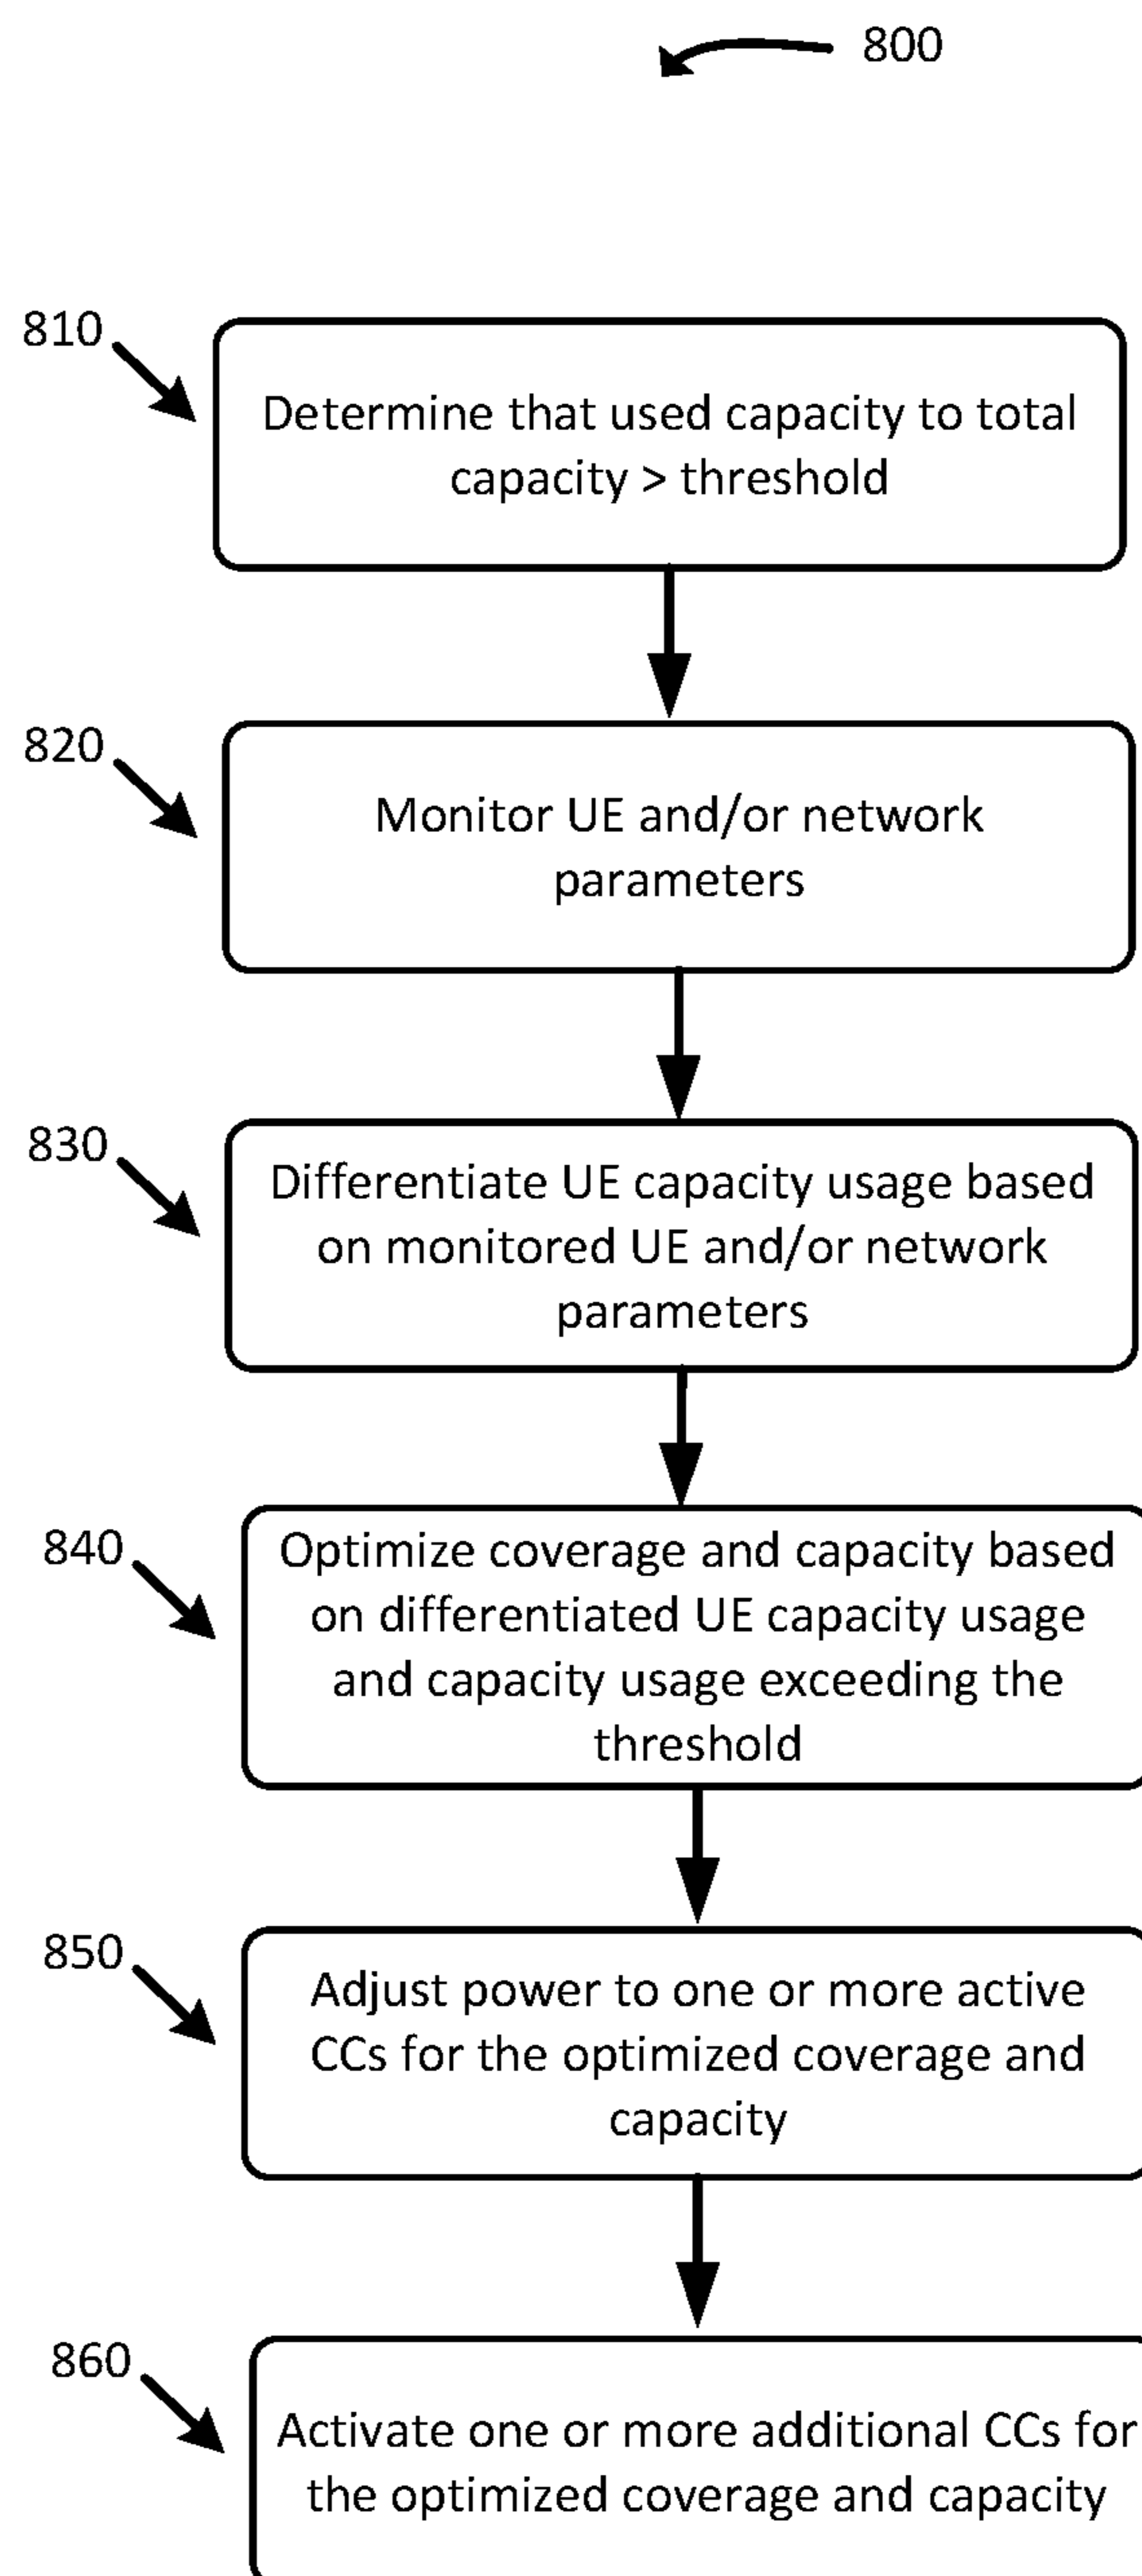 800
810
Determine that used capacity to total
capacity > threshold
820
Monitor UE and/or network
parameters
830
Differentiate UE capacity usage based
on monitored UE and/or network
parameters
840
Optimize coverage and capacity based
on differentiated UE capacity usage
and capacity usage exceeding the
threshold
850
Adjust power to one or more active
CCs for the optimized coverage and
capacity
860
Activate one or more additional CCs for
the optimized coverage and capacity